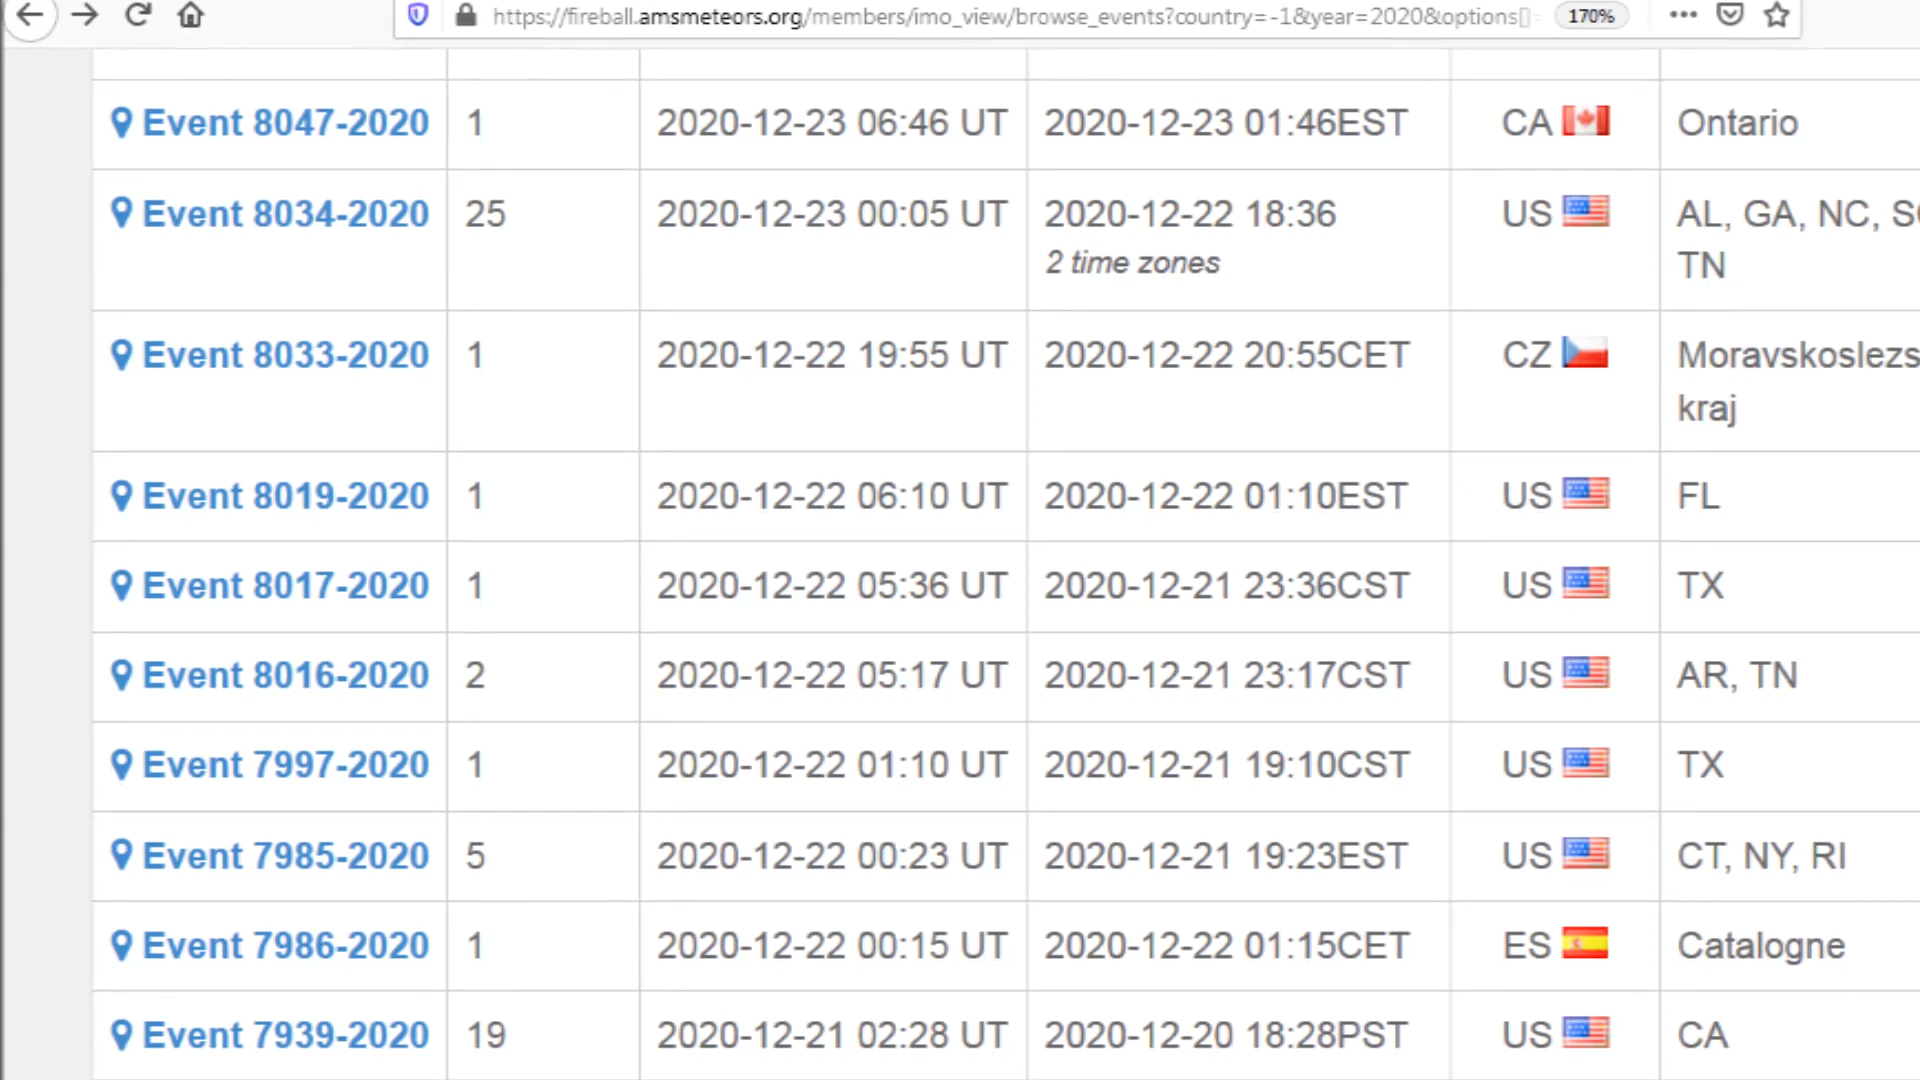 https://fireball.amsmeteors.org/members/imo_view/browse_events?country=-1&year=2020&options[]
170%
Event 8047-2020 1 2020-12-23 06:46 UT 2020-12-23 01:46EST CA Ontario
Event 8034-2020 25 2020-12-23 00:05 UT 2020-12-22 18:36 US AL, GA, NC,
2 time zones TN
Event 8033-2020 1 2020-12-22 19:55 UT 2020-12-22 20:55CET CZ Moravskoslezs
kraj
Event 8019-2020 1 2020-12-22 06:10 UT 2020-12-22 01:10EST US FL
Event 8017-2020 1 2020-12-22 05:36 UT 2020-12-21 23:36CST US TX
Event 8016-2020 2 2020-12-22 05:17 UT 2020-12-21 23:17CST US AR, TN
Event 7997-2020 1 2020-12-22 01:10 UT 2020-12-21 19:10CST US TX
Event 7985-2020 5 2020-12-22 00:23 UT 2020-12-21 19:23EST US CT, NY, RI
Event 7986-2020 1 2020-12-22 00:15 UT 2020-12-22 01:15CET ES Catalogne
Event 7939-2020 19 2020-12-21 02:28 UT 2020-12-20 18:28PST US CA